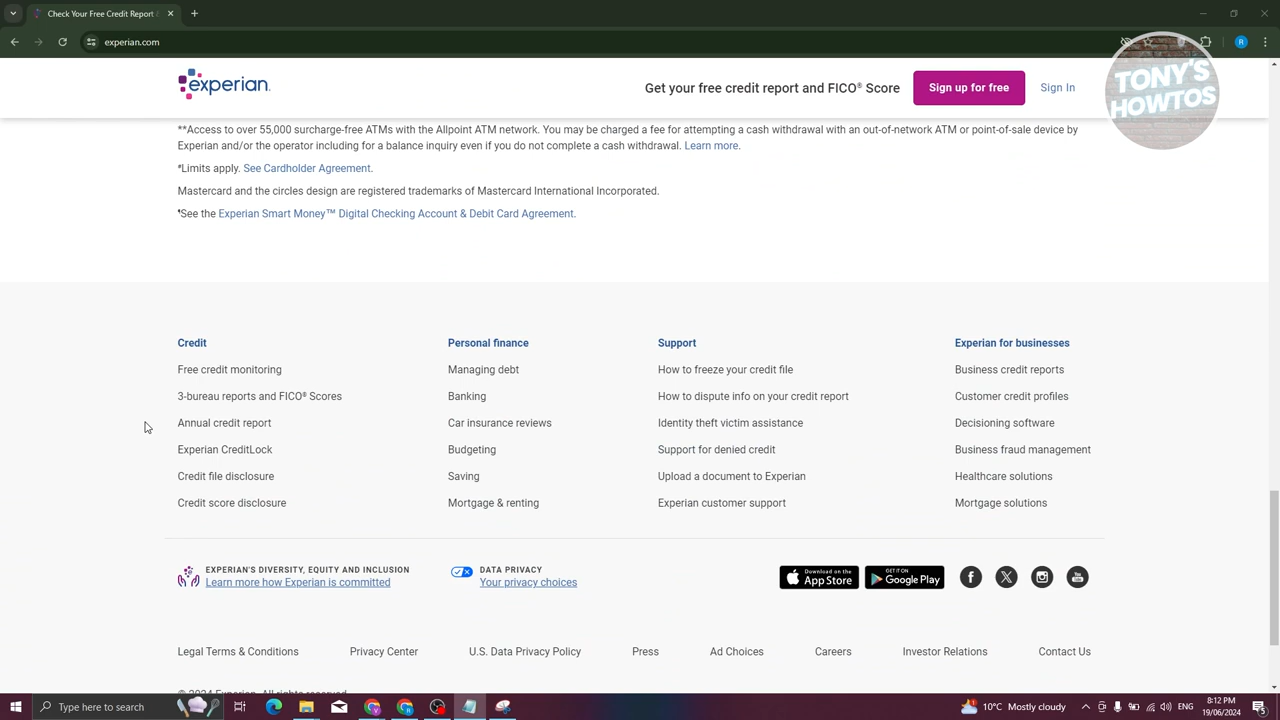 Check Your Free Credit Report &
experian.com
experian.
Get your free credit report and FICO® Score
Sign up for free
Sign In
TONY'S
HOWTOS
**Access to over 55,000 surcharge-free ATMs with the Allpoint ATM network. You may be charged a fee for attempting a cash withdrawal with an out-of-network ATM or point-of-sale device by
Experian and/or the operator including for a balance inquiry even if you do not complete a cash withdrawal. Learn more.
#Limits apply. See Cardholder Agreement.
Mastercard and the circles design are registered trademarks of Mastercard International Incorporated.
¶See the Experian Smart Money™ Digital Checking Account & Debit Card Agreement.
Credit
Free credit monitoring
3-bureau reports and FICO® Scores
Annual credit report
Experian CreditLock
Credit file disclosure
Credit score disclosure
Personal finance
Managing debt
Banking
Car insurance reviews
Budgeting
Saving
Mortgage & renting
Support
How to freeze your credit file
How to dispute info on your credit report
Identity theft victim assistance
Support for denied credit
Upload a document to Experian
Experian customer support
Experian for businesses
Business credit reports
Customer credit profiles
Decisioning software
Business fraud management
Healthcare solutions
Mortgage solutions
EXPERIAN'S DIVERSITY, EQUITY AND INCLUSION
Learn more how Experian is committed
DATA PRIVACY
Your privacy choices
Download on the
App Store
GET IT ON
Google Play
Legal Terms & Conditions
Privacy Center
U.S. Data Privacy Policy
Press
Ad Choices
Careers
Investor Relations
Contact Us
© 2024 Experian. All rights reserved.
Type here to search
10°C Mostly cloudy
8:12 PM
19/06/2024